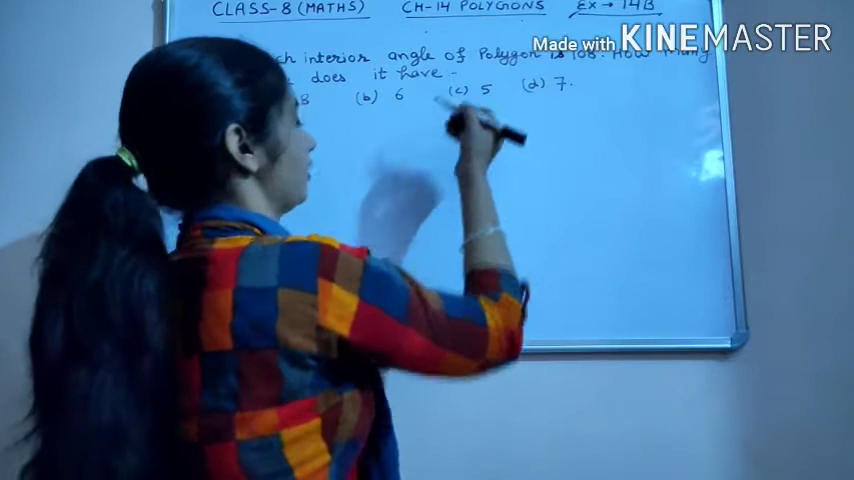 CLASS-8 (MATHS) CH-14 POLYGONS EX → 14B
Made with KINEMASTER
interior angle of Polygon is 108. How Many
does it have -
8 (b) 6 (c) 5 (d) 7.